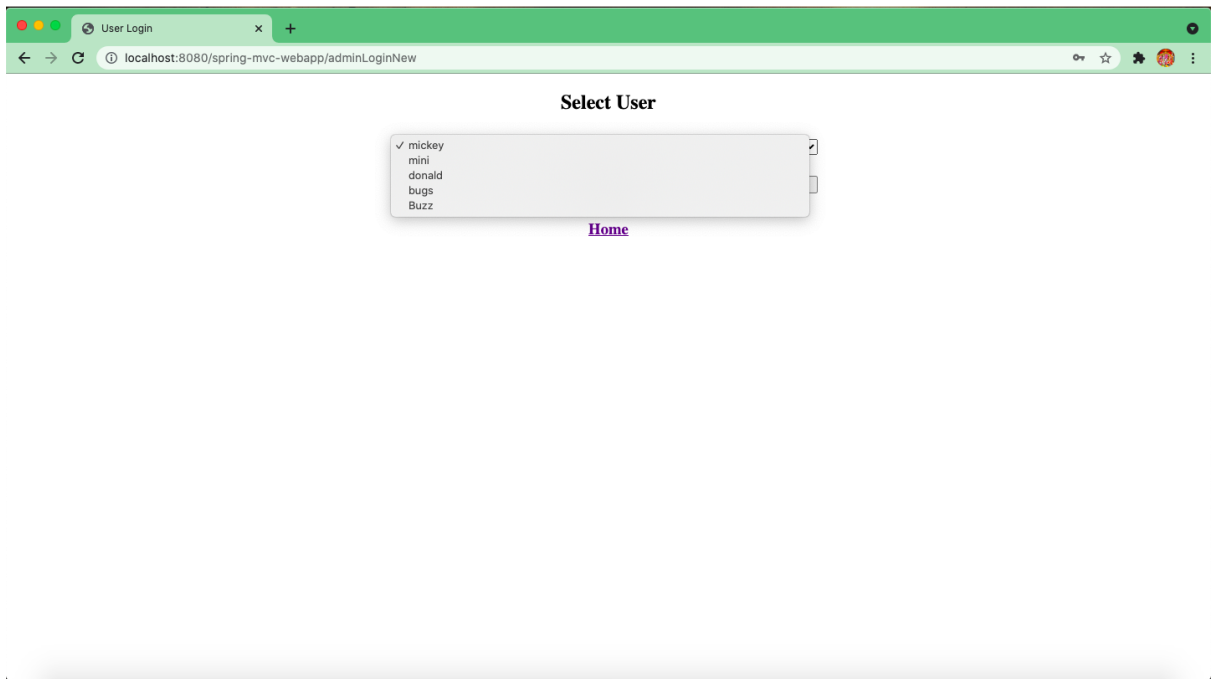 User Login
localhost:8080/spring-mvc-webapp/adminLoginNew
Select User
✓ mickey
mini
donald
bugs
Buzz
Home